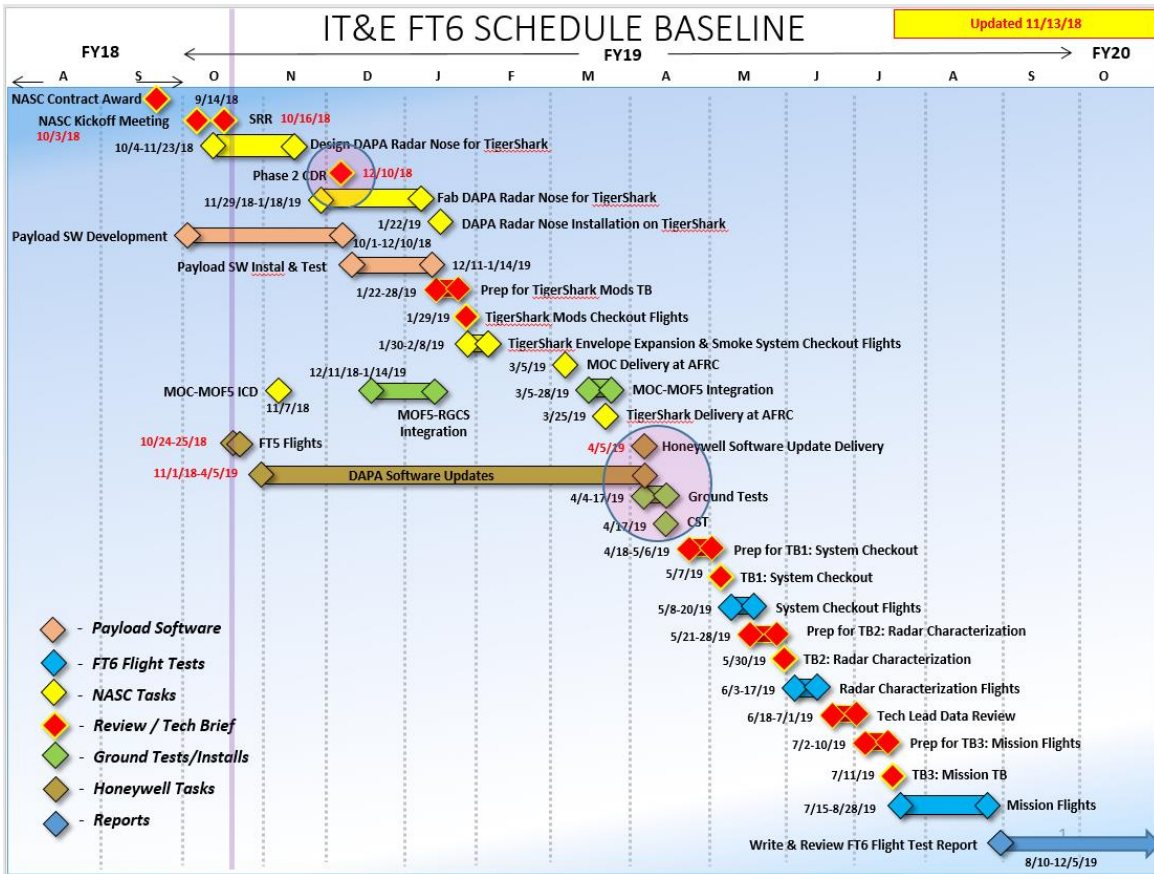 IT&E FT6 SCHEDULE BASELINE
Updated 11/13/18
FY18
FY19
FY20
A S O N D J F M A M J J A S O
NASC Contract Award
9/14/18
NASC Kickoff Meeting
SRR 10/16/18
10/3/18
10/4-11/23/18 Design DAPA Radar Nose for TigerShark
Phase 2 CDR 12/10/18
11/29/18-1/18/19 Fab DAPA Radar Nose for TigerShark
1/22/19 DAPA Radar Nose Installation on TigerShark
Payload SW Development
10/1-12/10/18
Payload SW Instal & Test 12/11-1/14/19
1/22-28/19 Prep for TigerShark Mods TB
1/29/19 TigerShark Mods Checkout Flights
1/30-2/8/19 TigerShark Envelope Expansion & Smoke System Checkout Flights
3/5/19 MOC Delivery at AFRC
12/11/18-1/14/19
MOC-MOF5 ICD
11/7/18
MOF5-RGCS
Integration
3/5-28/19 MOC-MOF5 Integration
3/25/19 TigerShark Delivery at AFRC
10/24-25/18 FT5 Flights
4/5/19 Honeywell Software Update Delivery
11/1/18-4/5/19 DAPA Software Updates
4/4-17/19 Ground Tests
4/17/19 CST
4/18-5/6/19 Prep for TB1: System Checkout
5/7/19 TB1: System Checkout
5/8-20/19 System Checkout Flights
5/21-28/19 Prep for TB2: Radar Characterization
5/30/19 TB2: Radar Characterization
6/3-17/19 Radar Characterization Flights
6/18-7/1/19 Tech Lead Data Review
7/2-10/19 Prep for TB3: Mission Flights
7/11/19 TB3: Mission TB
7/15-8/28/19 Mission Flights
Write & Review FT6 Flight Test Report
1
8/10-12/5/19
- Payload Software
- FT6 Flight Tests
- NASC Tasks
- Review / Tech Brief
- Ground Tests/Installs
- Honeywell Tasks
- Reports